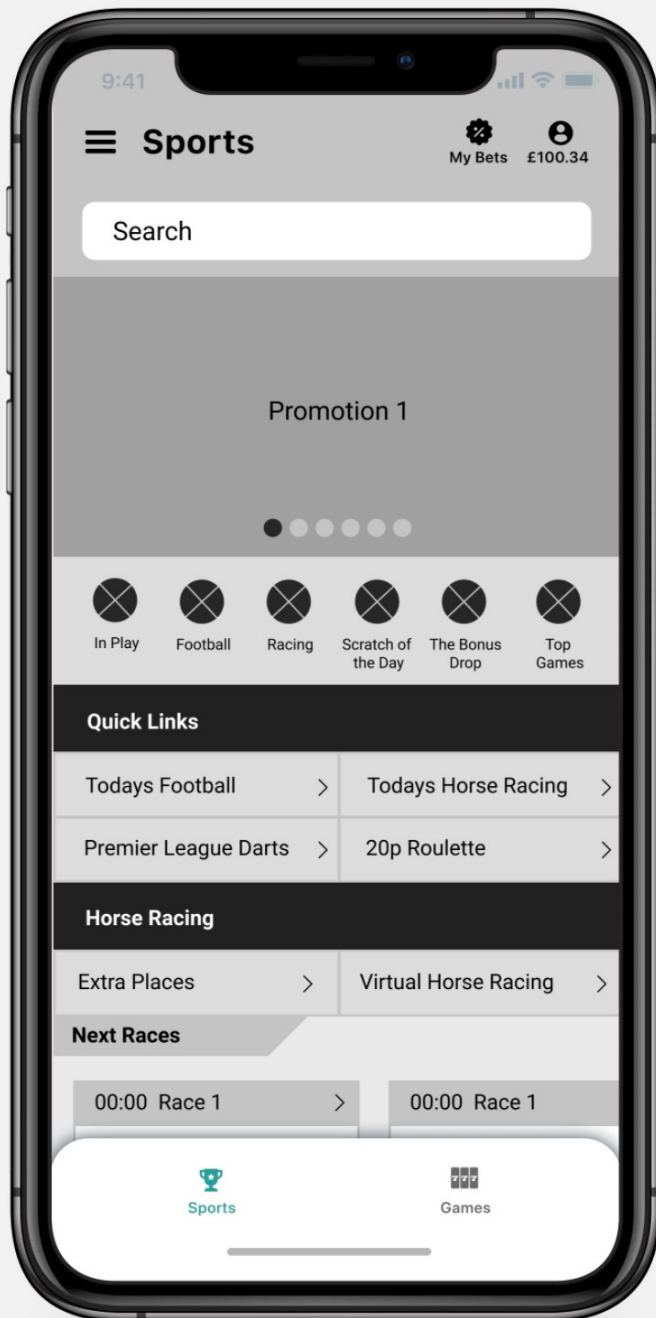 9:41
Sports
My Bets
£100.34
Search
Promotion 1
In Play
Football
Racing
Scratch of
the Day
The Bonus
Drop
Top
Games
Quick Links
Todays Football
Todays Horse Racing
Premier League Darts
20p Roulette
Horse Racing
Extra Places
Virtual Horse Racing
Next Races
00:00 Race 1
00:00 Race 1
777
Sports
Games